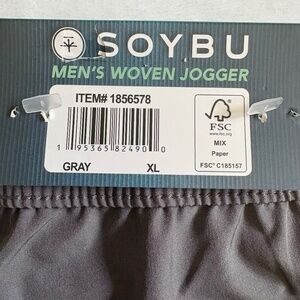 SOYBU
MEN'S WOVEN JOGGER
ITEM# 1856578
1 95365 82490 0
GRAY XL
FSC
www.fsc.org
MIX
Paper
FSC® C185157